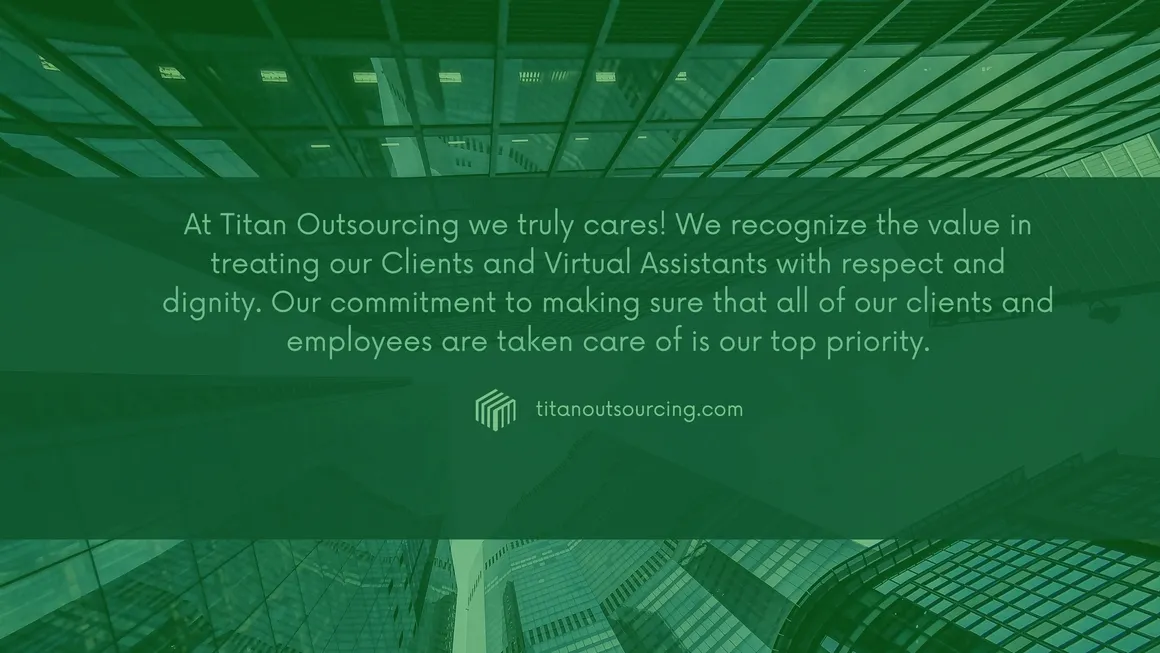 At Titan Outsourcing we truly cares! We recognize the value in
treating our Clients and Virtual Assistants with respect and
dignity. Our commitment to making sure that all of our clients and
employees are taken care of is our top priority.
titanoutsourcing.com